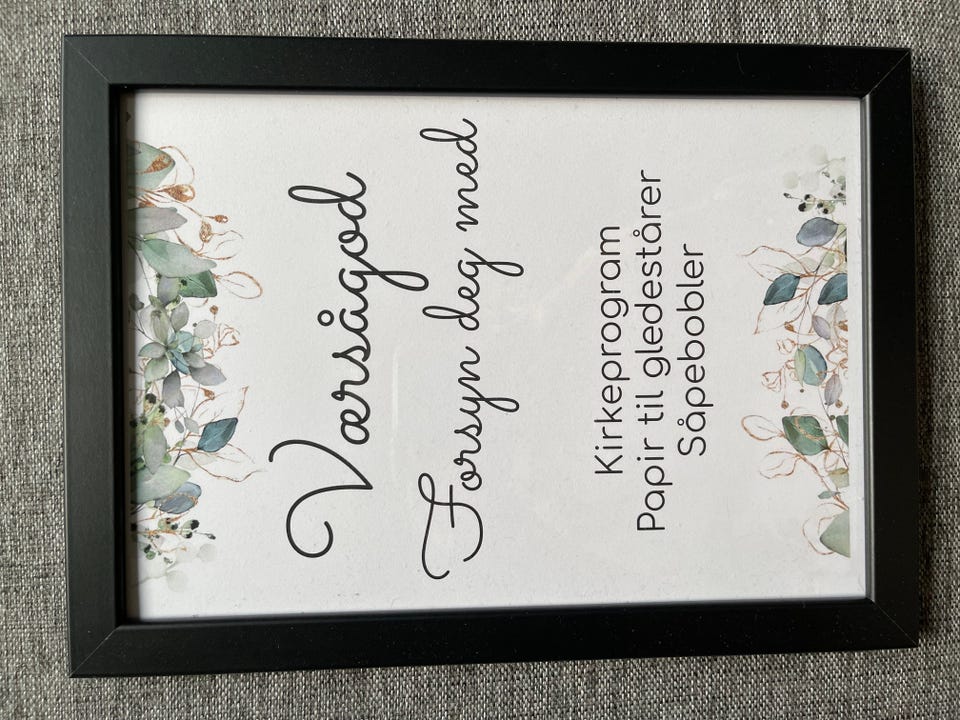 Værsågod
Forsyn deg med
Kirkeprogram
Papir til gledestårer
Såpebobler